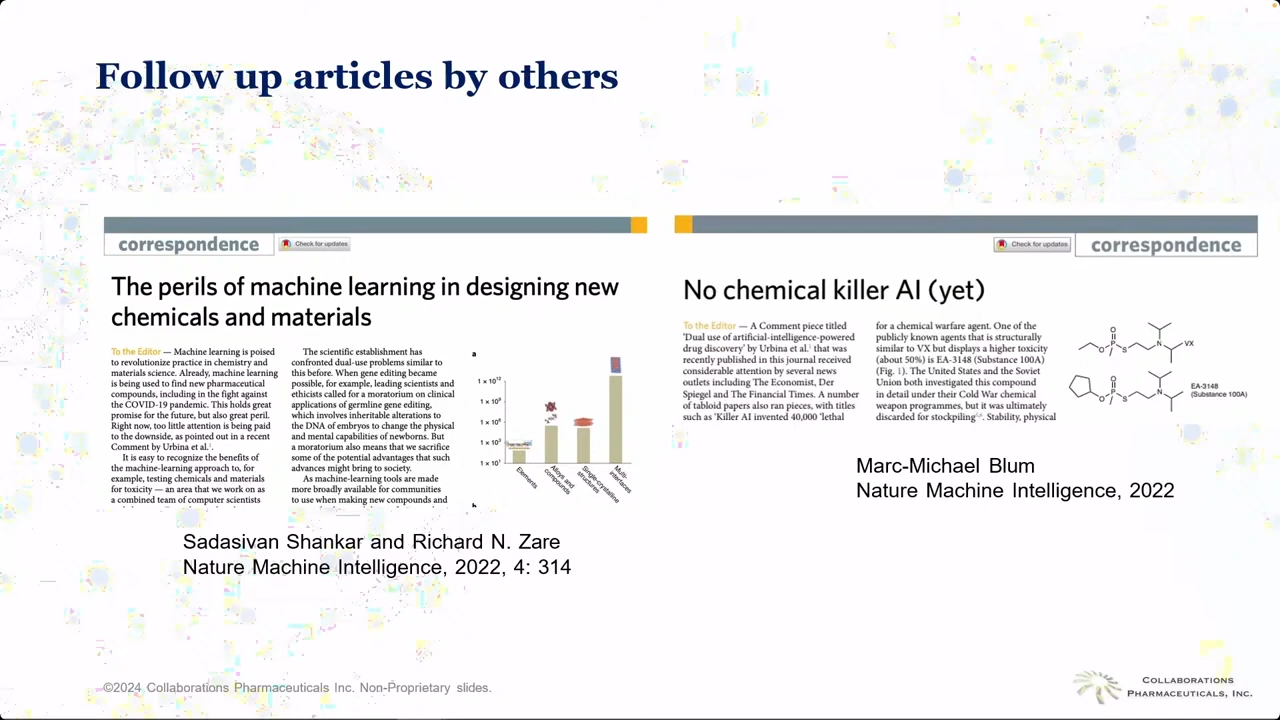 Follow up articles by others
correspondence
Check for updates
The perils of machine learning in designing new
chemicals and materials
To the Editor — Machine learning is poised
to revolutionize practice in chemistry and
materials science. Already, machine learning
is being used to find new pharmaceutical
compounds, including in the fight against
the COVID-19 pandemic. This holds great
promise for the future, but also great peril.
Right now, too little attention is being paid
to the downside, as pointed out in a recent
Comment by Urbina et al.¹.
It is easy to recognize the benefits of
the machine-learning approach to, for
example, testing chemicals and materials
for toxicity — an area that we work on as
a combined team of computer scientists
The scientific establishment has
confronted dual-use problems similar to
this before. When gene editing became
possible, for example, leading scientists and
ethicists called for a moratorium on clinical
applications of germline gene editing,
which involves inheritable alterations to
the DNA of embryos to change the physical
and mental capabilities of newborns. But
a moratorium also means that we sacrifice
some of the potential advantages that such
advances might bring to society.
As machine-learning tools are made
more broadly available for communities
to use when making new compounds and
a
1 × 10¹²
1 × 10⁹
1 × 10⁶
1 × 10³
1 × 10¹
Elements
Alloys and
compounds
Single-crystalline
structures
Multi-
interfaces
Sadasivan Shankar and Richard N. Zare
Nature Machine Intelligence, 2022, 4: 314
Check for updates
correspondence
No chemical killer AI (yet)
To the Editor — A Comment piece titled
'Dual use of artificial-intelligence-powered
drug discovery' by Urbina et al.¹ that was
recently published in this journal received
considerable attention by several news
outlets including The Economist, Der
Spiegel and The Financial Times. A number
of tabloid papers also ran pieces, with titles
such as 'Killer AI invented 40,000 'lethal
for a chemical warfare agent. One of the
publicly known agents that is structurally
similar to VX but displays a higher toxicity
(about 50%) is EA-3148 (Substance 100A)
(Fig. 1). The United States and the Soviet
Union both investigated this compound
in detail under their Cold War chemical
weapon programmes, but it was ultimately
discarded for stockpiling. Stability, physical
O
O P S N
VX
O
O P S N
EA-3148
(Substance 100A)
Marc-Michael Blum
Nature Machine Intelligence, 2022
©2024 Collaborations Pharmaceuticals Inc. Non-Proprietary slides.
COLLABORATIONS
PHARMACEUTICALS, INC.